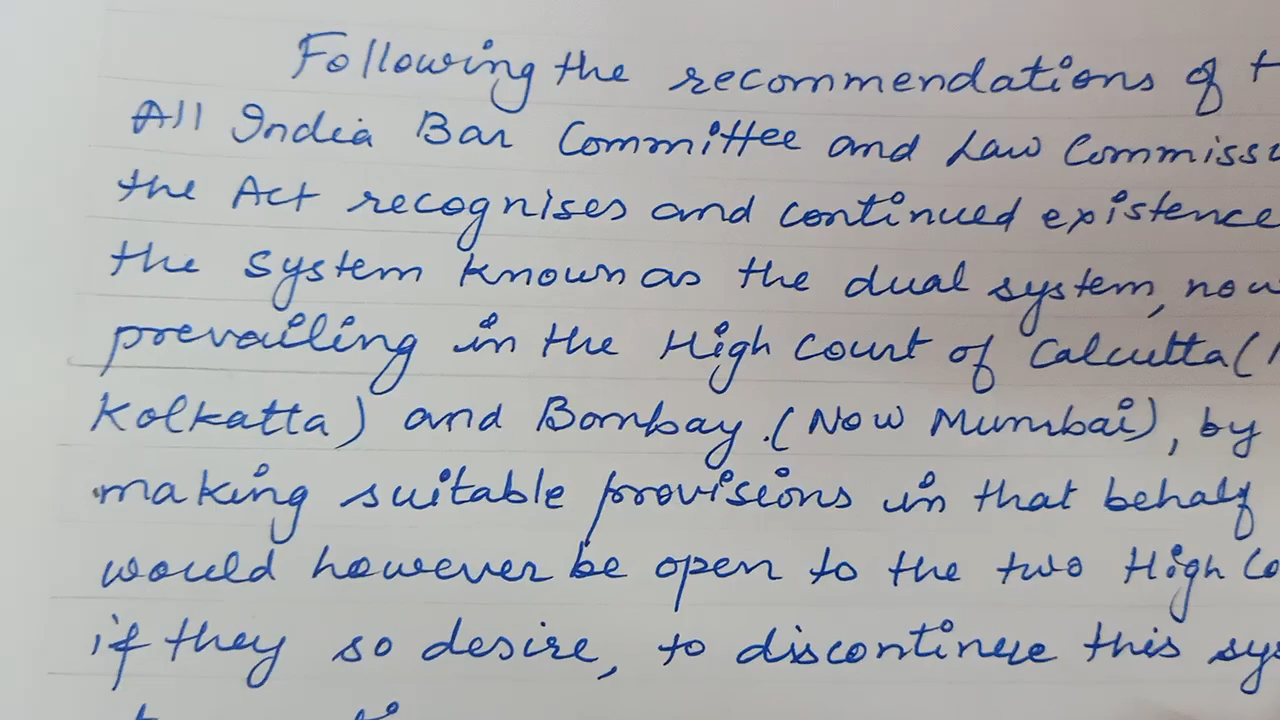 Following the recommendations of
All India Bar Committee and Law
the Act recognises and continued existence
the system known as the dual system,
prevailing in the High Court of Calcutta (
Kolkatta) and Bombay. (Now Mumbai), by
making suitable provisions in that behalf
would however be open to the two High
if they so desire, to discontinue this